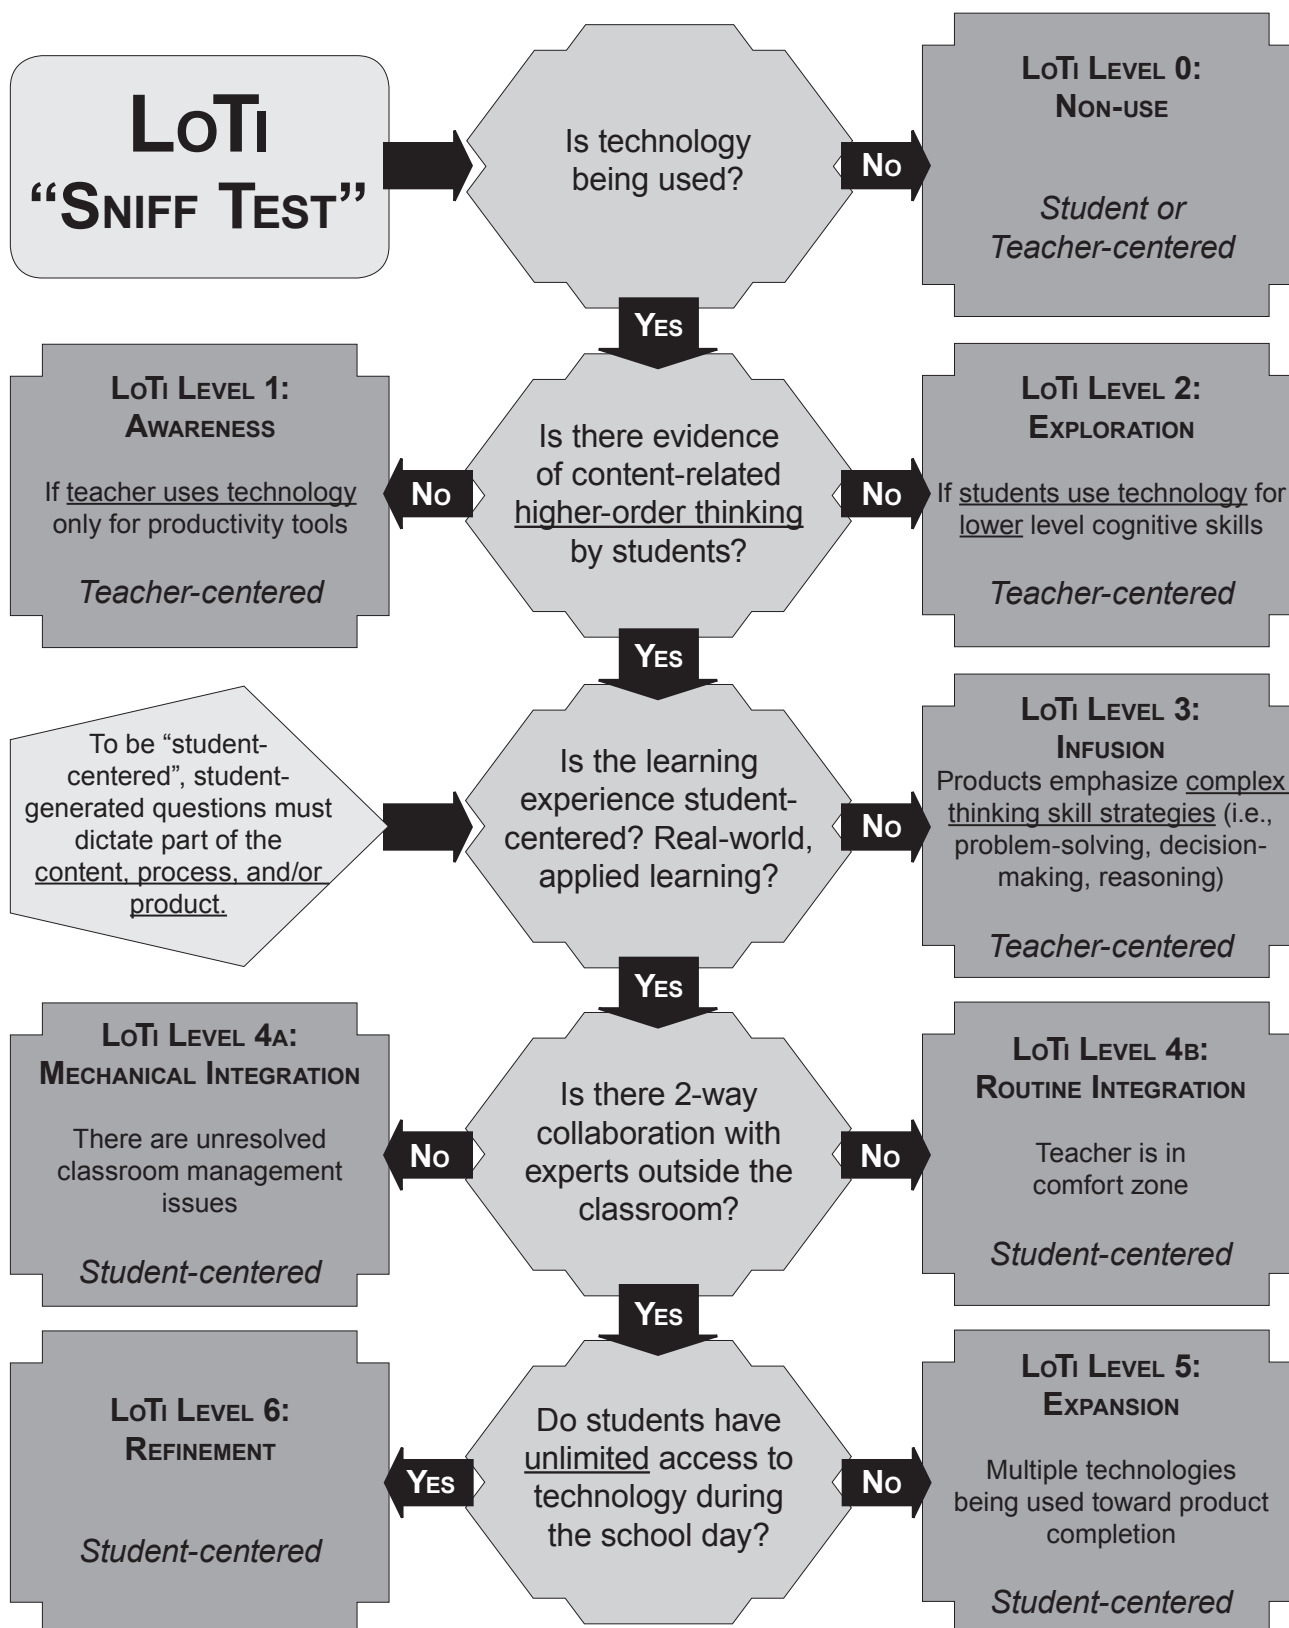 LoTi
“Sniff Test”
Is technology
being used?
No
LoTi Level 0:
Non-use
Student or
Teacher-centered
Yes
LoTi Level 1:
Awareness
If teacher uses technology
only for productivity tools
Teacher-centered
No
Is there evidence
of content-related
higher-order thinking
by students?
No
LoTi Level 2:
Exploration
If students use technology for
lower level cognitive skills
Teacher-centered
Yes
To be “student-
centered”, student-
generated questions must
dictate part of the
content, process, and/or
product.
Is the learning
experience student-
centered? Real-world,
applied learning?
No
LoTi Level 3:
Infusion
Products emphasize complex
thinking skill strategies (i.e.,
problem-solving, decision-
making, reasoning)
Teacher-centered
Yes
LoTi Level 4a:
Mechanical Integration
There are unresolved
classroom management
issues
Student-centered
No
Is there 2-way
collaboration with
experts outside the
classroom?
No
LoTi Level 4b:
Routine Integration
Teacher is in
comfort zone
Student-centered
Yes
LoTi Level 6:
Refinement
Student-centered
Yes
Do students have
unlimited access to
technology during
the school day?
No
LoTi Level 5:
Expansion
Multiple technologies
being used toward product
completion
Student-centered